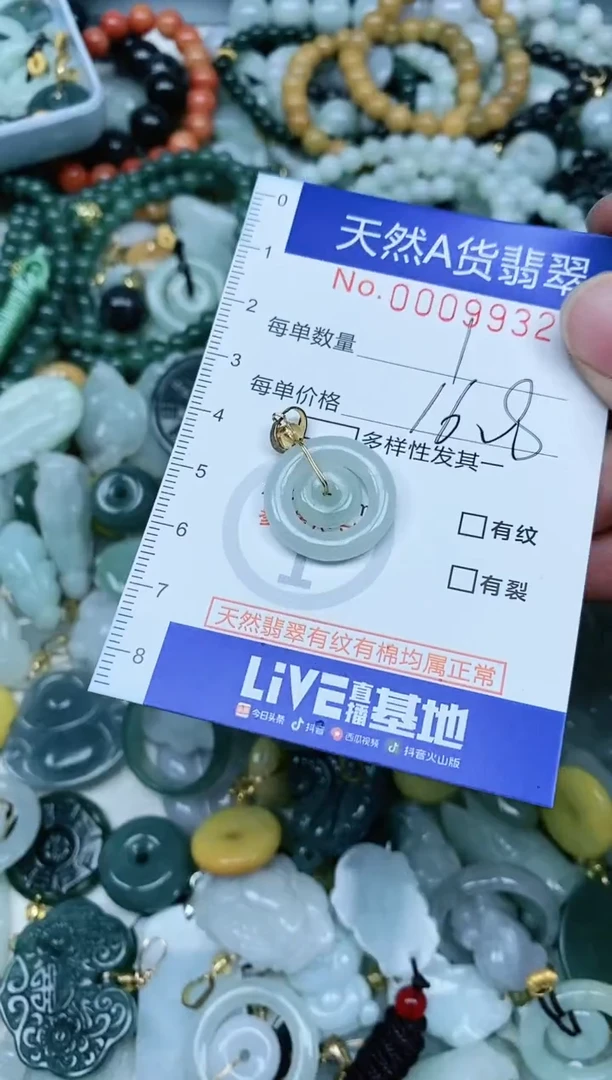 0
1
2
3
4
5
6
7
8
天然A货翡翠
No.0009932
每单数量 1
每单价格 16.8
多样性发其一
□有纹
□有裂
天然翡翠有纹有棉均属正常
LiVE直播基地
今日头条 抖音 西瓜视频 抖音火山版